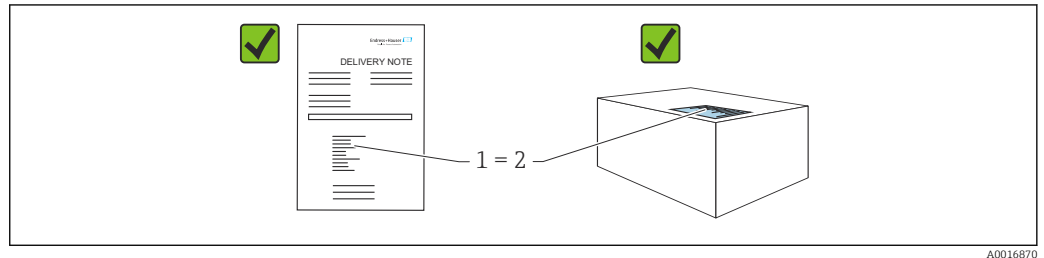 Endress+Hauser
DELIVERY NOTE
1 = 2
A0016870